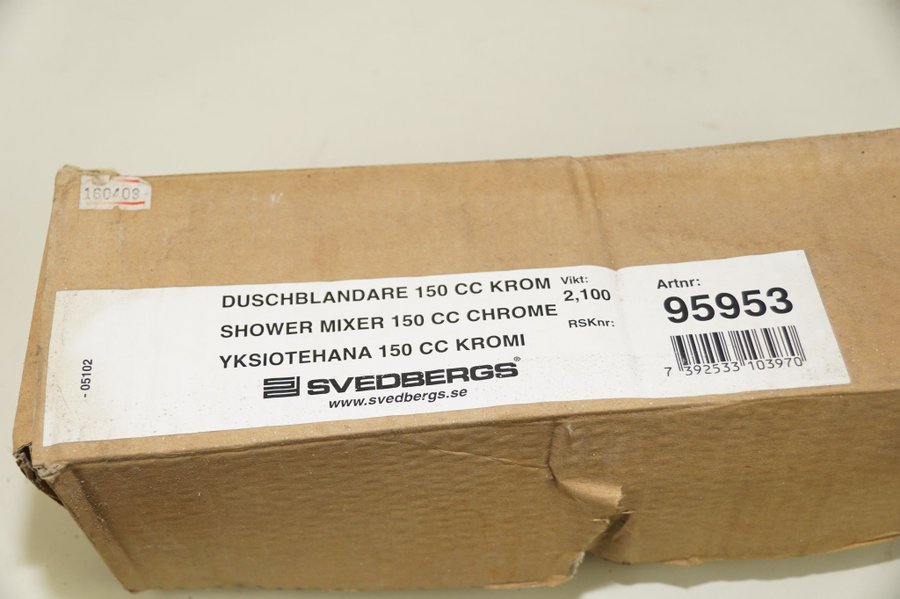 160408
DUSCHBLANDARE 150 CC KROM
SHOWER MIXER 150 CC CHROME
YKSIOTEHANA 150 CC KROMI
SVEDBERGS®
www.svedbergs.se
Vikt:
2,100
RSKnr:
Artnr:
95953
7 392533 103970
- 05102